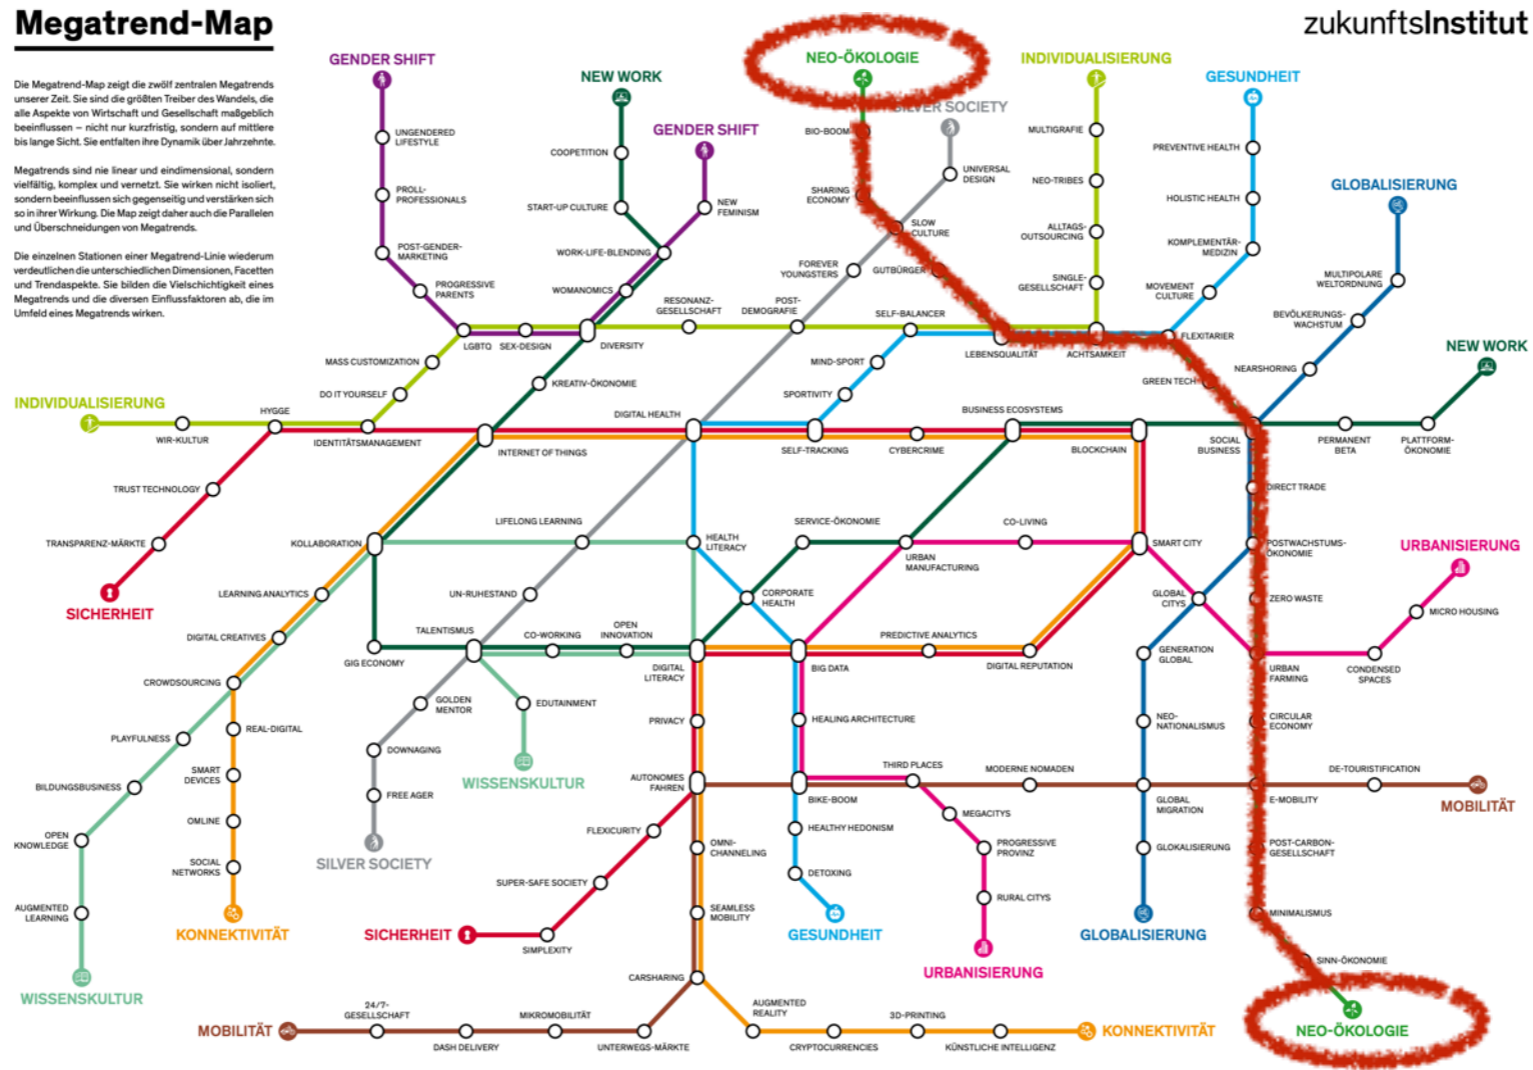 Megatrend-Map
zukunftsInstitut
Die Megatrend-Map zeigt die zwölf zentralen Megatrends
unserer Zeit. Sie sind die größten Treiber des Wandels, die
alle Aspekte von Wirtschaft und Gesellschaft maßgeblich
beeinflussen – nicht nur kurzfristig, sondern auf mittlere
bis lange Sicht. Sie entfalten ihre Dynamik über Jahrzehnte.
Megatrends sind nie linear und eindimensional, sondern
vielfältig, komplex und vernetzt. Sie wirken nicht isoliert,
sondern beeinflussen sich gegenseitig und verstärken sich
so in ihrer Wirkung. Die Map zeigt daher auch die Parallelen
und Überschneidungen von Megatrends.
Die einzelnen Stationen einer Megatrend-Linie wiederum
verdeutlichen die unterschiedlichen Dimensionen, Facetten
und Trendaspekte. Sie bilden die Vielschichtigkeit eines
Megatrends und die diversen Einflussfaktoren ab, die im
Umfeld eines Megatrends wirken.
GENDER SHIFT
UNGENDERED
LIFESTYLE
PROLL-
PROFESSIONALS
POST-GENDER-
MARKETING
PROGRESSIVE
PARENTS
LGBTQ
SEX-DESIGN
DIVERSITY
WOMANOMICS
WORK-LIFE-BLENDING
NEW
FEMINISM
GENDER SHIFT
NEW WORK
COOPETITION
START-UP CULTURE
KREATIV-ÖKONOMIE
NEO-ÖKOLOGIE
BIO-BOOM
SHARING
ECONOMY
SLOW
CULTURE
GUTBÜRGER
SILVER SOCIETY
UNIVERSAL
DESIGN
FOREVER
YOUNGSTERS
POST-
DEMOGRAFIE
RESONANZ-
GESELLSCHAFT
SELF-BALANCER
MIND-SPORT
SPORTIVITY
LEBENSQUALITÄT
ACHTSAMKEIT
FLEXITARIER
GREEN TECH
INDIVIDUALISIERUNG
MULTIGRAFIE
NEO-TRIBES
ALLTAGS-
OUTSOURCING
SINGLE-
GESELLSCHAFT
GESUNDHEIT
PREVENTIVE HEALTH
HOLISTIC HEALTH
KOMPLEMENTÄR-
MEDIZIN
MOVEMENT
CULTURE
GLOBALISIERUNG
MULTIPOLARE
WELTORDNUNG
BEVÖLKERUNGS-
WACHSTUM
NEARSHORING
NEW WORK
PLATTFORM-
ÖKONOMIE
PERMANENT
BETA
SOCIAL
BUSINESS
MASS CUSTOMIZATION
DO IT YOURSELF
INDIVIDUALISIERUNG
WIR-KULTUR
HYGGE
IDENTITÄTSMANAGEMENT
INTERNET OF THINGS
DIGITAL HEALTH
SELF-TRACKING
CYBERCRIME
BUSINESS ECOSYSTEMS
BLOCKCHAIN
TRUST TECHNOLOGY
TRANSPARENZ-MÄRKTE
SICHERHEIT
KOLLABORATION
LIFELONG LEARNING
HEALTH
LITERACY
SERVICE-ÖKONOMIE
URBAN
MANUFACTURING
CO-LIVING
SMART CITY
DIRECT TRADE
POSTWACHSTUMS-
ÖKONOMIE
URBANISIERUNG
MICRO HOUSING
CONDENSED
SPACES
ZERO WASTE
GLOBAL
CITYS
GENERATION
GLOBAL
URBAN
FARMING
LEARNING ANALYTICS
DIGITAL CREATIVES
CROWDSOURCING
UN-RUHESTAND
TALENTISMUS
GIG ECONOMY
CO-WORKING
OPEN
INNOVATION
CORPORATE
HEALTH
DIGITAL
LITERACY
BIG DATA
PREDICTIVE ANALYTICS
DIGITAL REPUTATION
GOLDEN
MENTOR
EDUTAINMENT
PRIVACY
HEALING ARCHITECTURE
NEO-
NATIONALISMUS
CIRCULAR
ECONOMY
REAL-DIGITAL
PLAYFULNESS
DOWNAGING
WISSENSKULTUR
SMART
DEVICES
BILDUNGSBUSINESS
FREE AGER
AUTONOMES
FAHREN
BIKE-BOOM
THIRD PLACES
MODERNE NOMADEN
GLOBAL
MIGRATION
E-MOBILITY
DE-TOURISTIFICATION
MOBILITÄT
OMLINE
OPEN
KNOWLEDGE
SILVER SOCIETY
FLEXICURITY
OMNI-
CHANNELING
HEALTHY HEDONISM
MEGACITYS
PROGRESSIVE
PROVINZ
GLOKALISIERUNG
POST-CARBON-
GESELLSCHAFT
SOCIAL
NETWORKS
SUPER-SAFE SOCIETY
DETOXING
RURAL CITYS
AUGMENTED
LEARNING
KONNEKTIVITÄT
SICHERHEIT
SIMPLEXITY
SEAMLESS
MOBILITY
GESUNDHEIT
GLOBALISIERUNG
MINIMALISMUS
URBANISIERUNG
SINN-ÖKONOMIE
WISSENSKULTUR
CARSHARING
24/7-
GESELLSCHAFT
MIKROMOBILITÄT
AUGMENTED
REALITY
3D-PRINTING
MOBILITÄT
KONNEKTIVITÄT
NEO-ÖKOLOGIE
DASH DELIVERY
UNTERWEGS-MÄRKTE
CRYPTOCURRENCIES
KÜNSTLICHE INTELLIGENZ